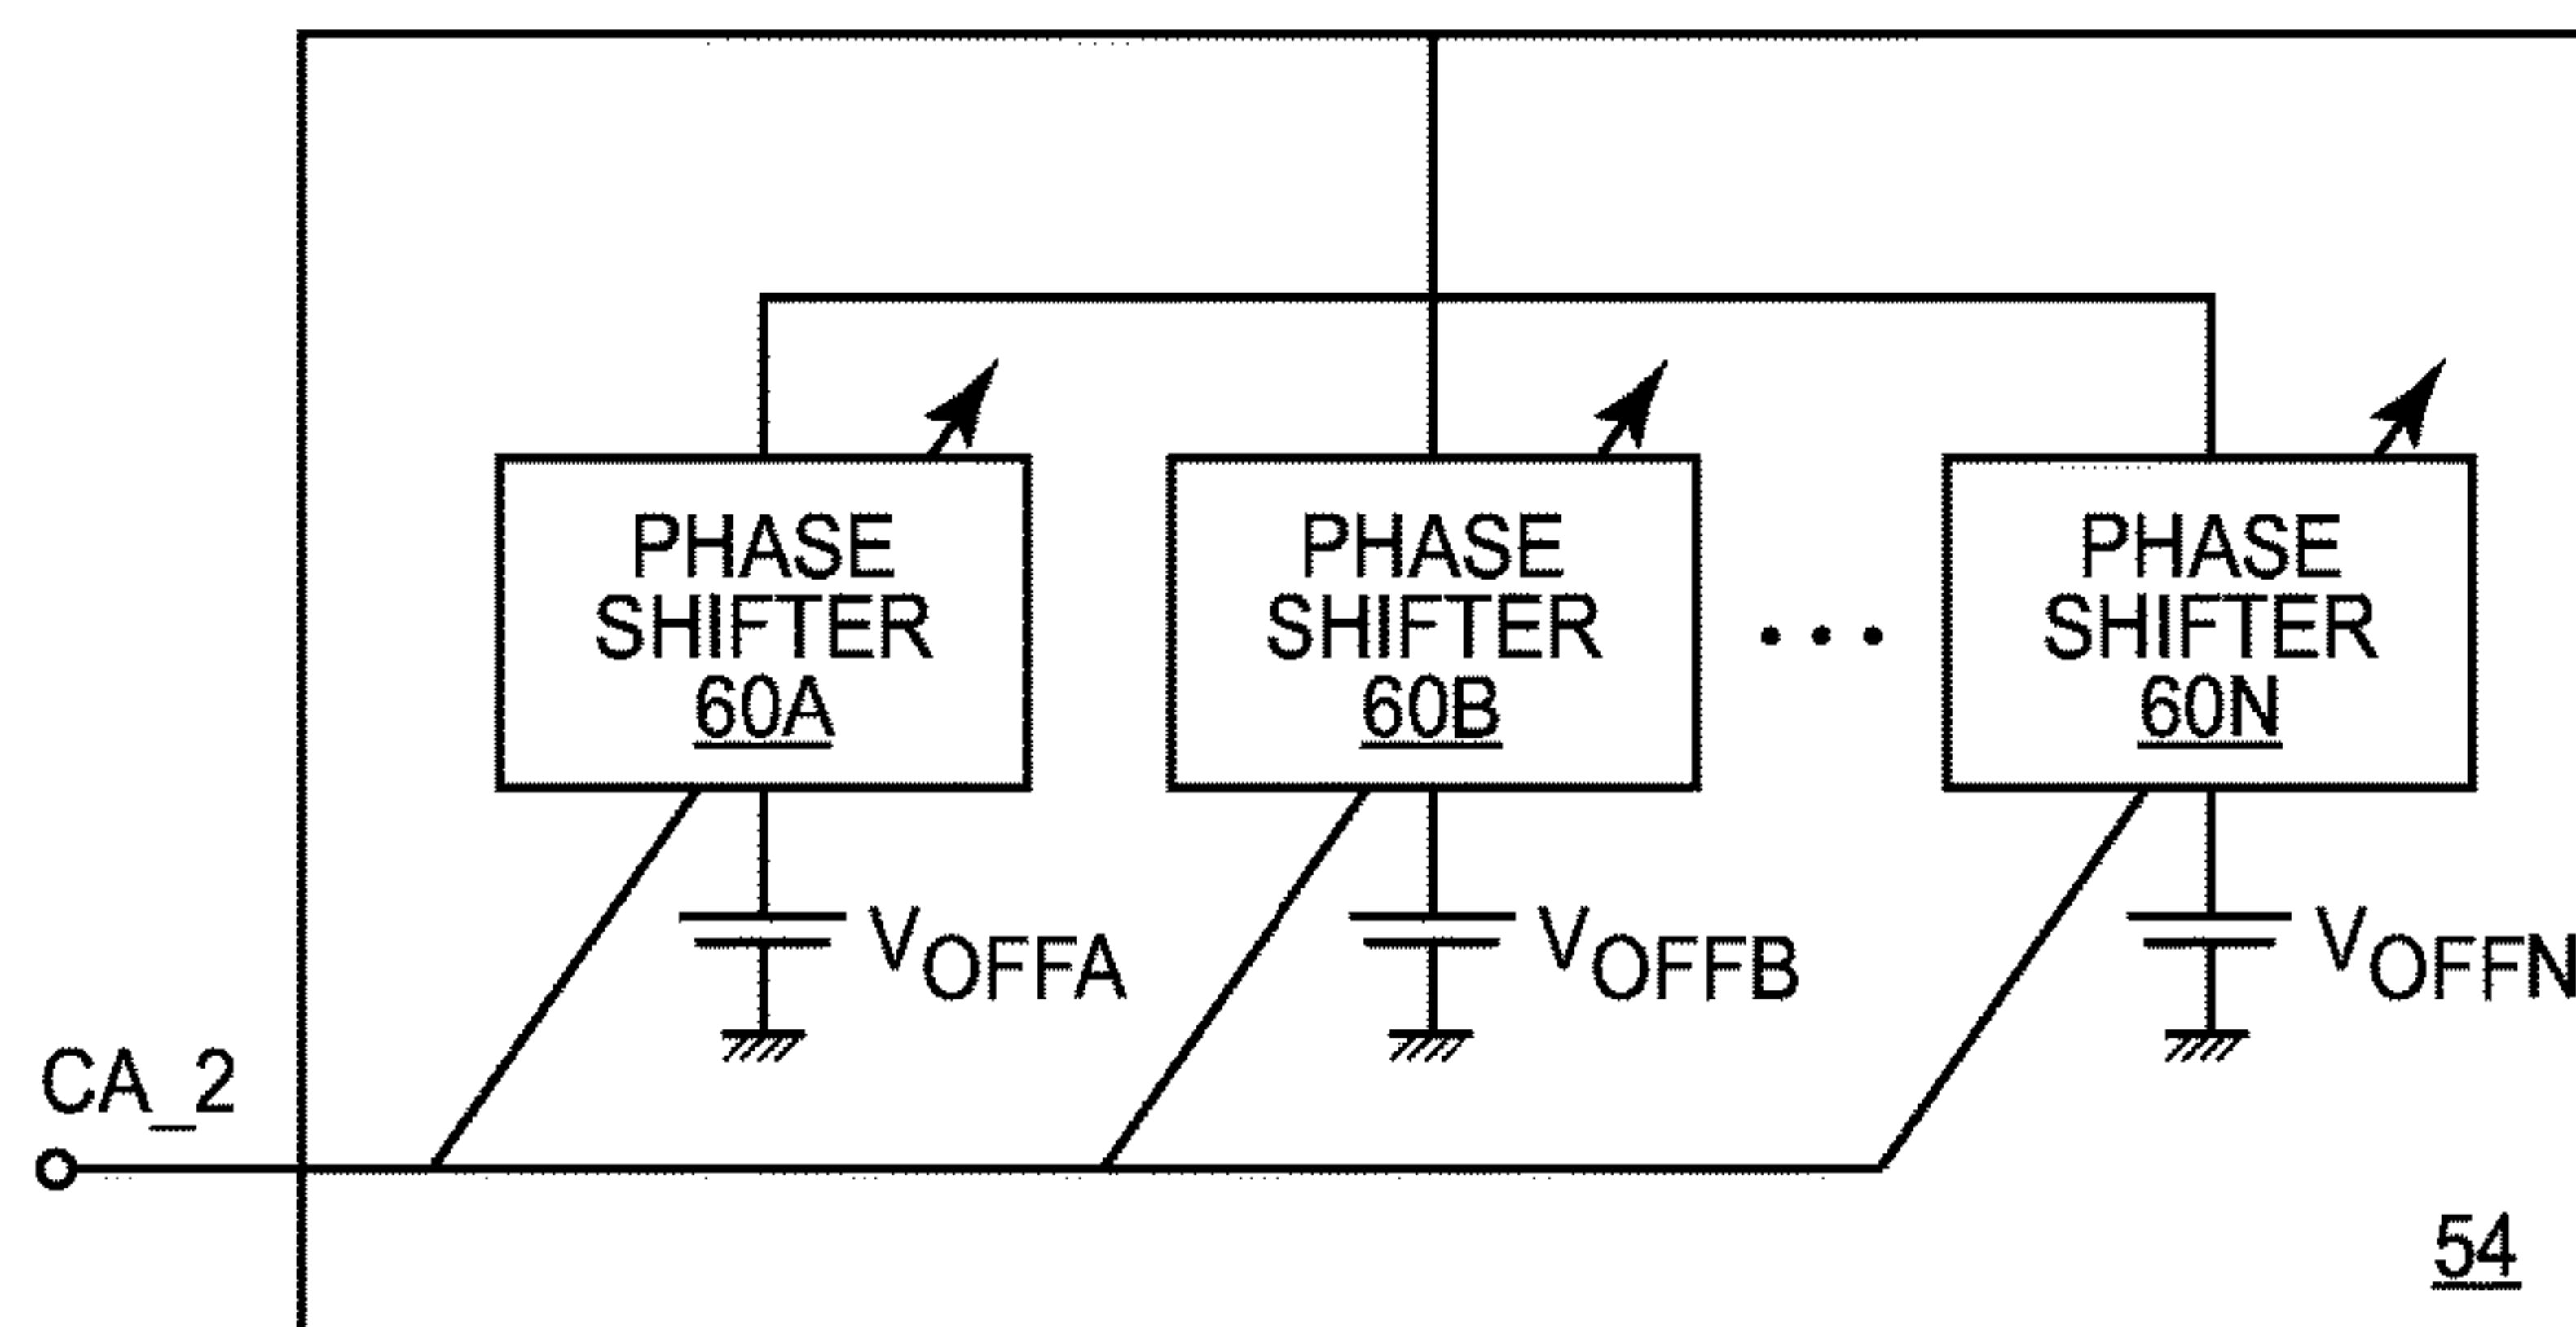 PHASE
SHIFTER
60A
PHASE
SHIFTER
60B
PHASE
SHIFTER
60N
VOFFA
VOFFB
VOFFN
CA_2
54